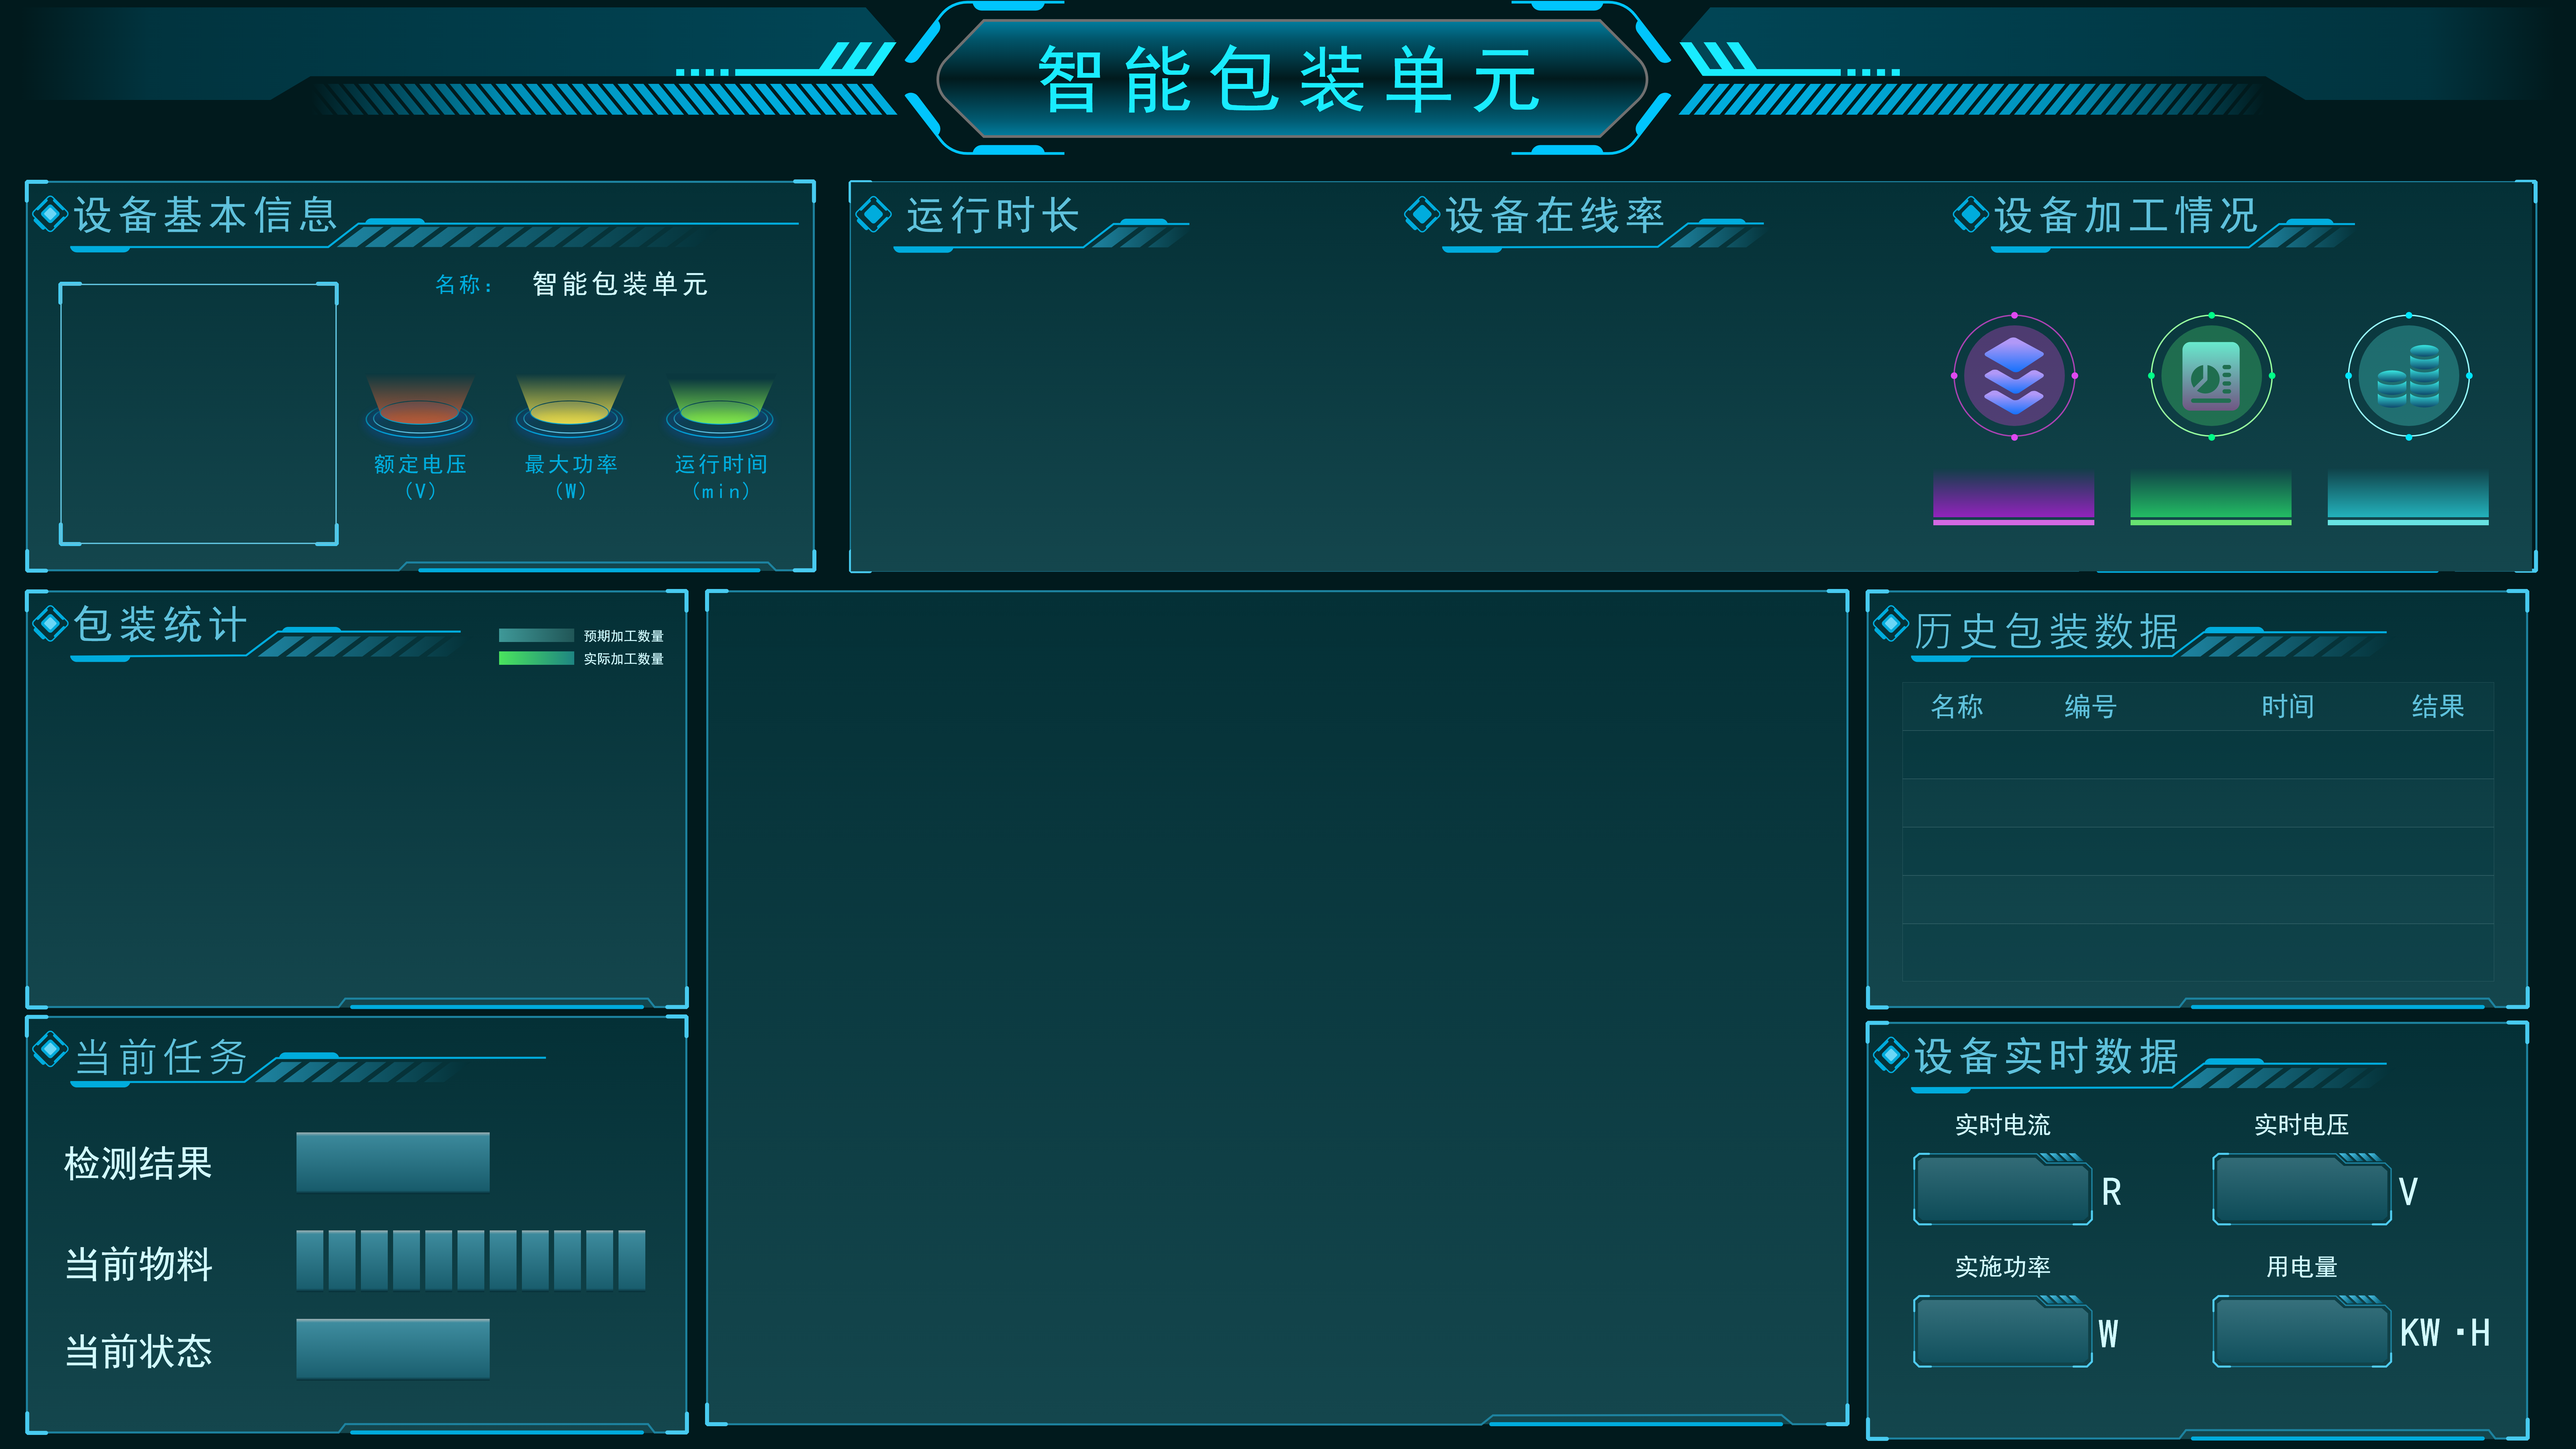 智能包装单元
设备基本信息
名称： 智能包装单元
额定电压
（V）
最大功率
（W）
运行时间
（min）
运行时长
设备在线率
设备加工情况
包装统计
预期加工数量
实际加工数量
历史包装数据
名称 编号 时间 结果
当前任务
检测结果
当前物料
当前状态
设备实时数据
实时电流
R
实时电压
V
实施功率
W
用电量
KW·H